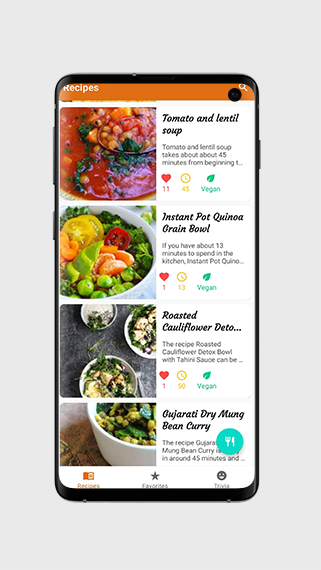 Recipes
Tomato and lentil
soup
Tomato and lentil soup
takes about about 45
minutes from beginning t...
11 45 Vegan
Instant Pot Quinoa
Grain Bowl
If you have about 13
minutes to spend in the
kitchen, Instant Pot Quino...
1 13 Vegan
Roasted
Cauliflower Deto...
The recipe Roasted
Cauliflower Detox Bowl
with Tahini Sauce can be ...
1 50 Vegan
Gujarati Dry Mung
Bean Curry
The recipe Gujarati
Mung Bean Curry is
in around 45 minutes and ...
Recipes Favorites Trivia